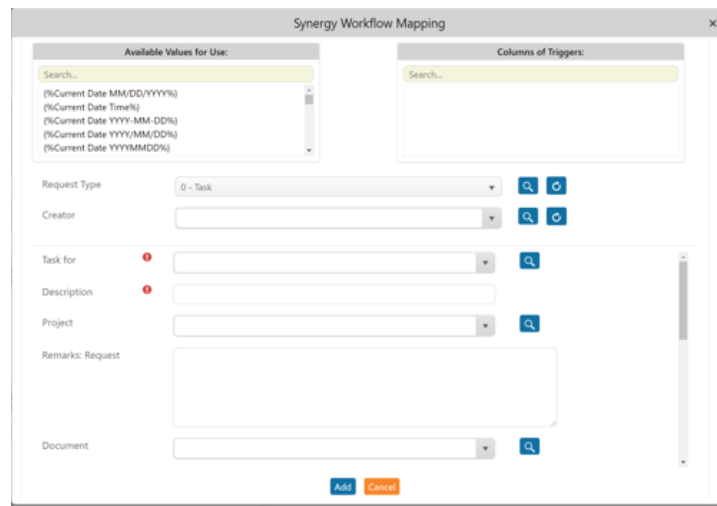 Synergy Workflow Mapping
×
Available Values for Use:
Columns of Triggers:
Search...
Search...
(%Current Date MM/DD/YYYY%)
(%Current Date Time%)
(%Current Date YYYY-MM-DD%)
(%Current Date YYYY/MM/DD%)
(%Current Date YYYYMMDD%)
Request Type
0 - Task
Creator
Task for
Description
Project
Remarks: Request
Document
Add
Cancel